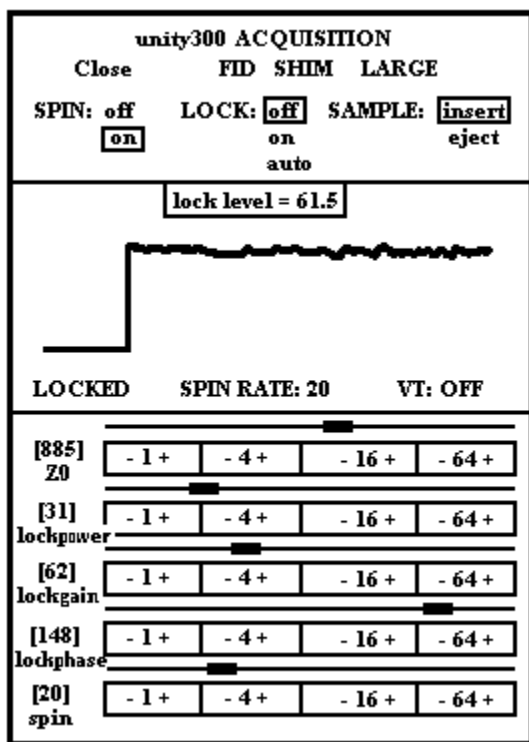 unity300 ACQUISITION
Close FID SHIM LARGE
SPIN: off LOCK: off SAMPLE: insert
on on eject
auto
lock level = 61.5
LOCKED SPIN RATE: 20 VT: OFF
[885] - 1 + - 4 + - 16 + - 64 +
Z0
[31] - 1 + - 4 + - 16 + - 64 +
lockpower
[62] - 1 + - 4 + - 16 + - 64 +
lockgain
[148] - 1 + - 4 + - 16 + - 64 +
lockphase
[20] - 1 + - 4 + - 16 + - 64 +
spin